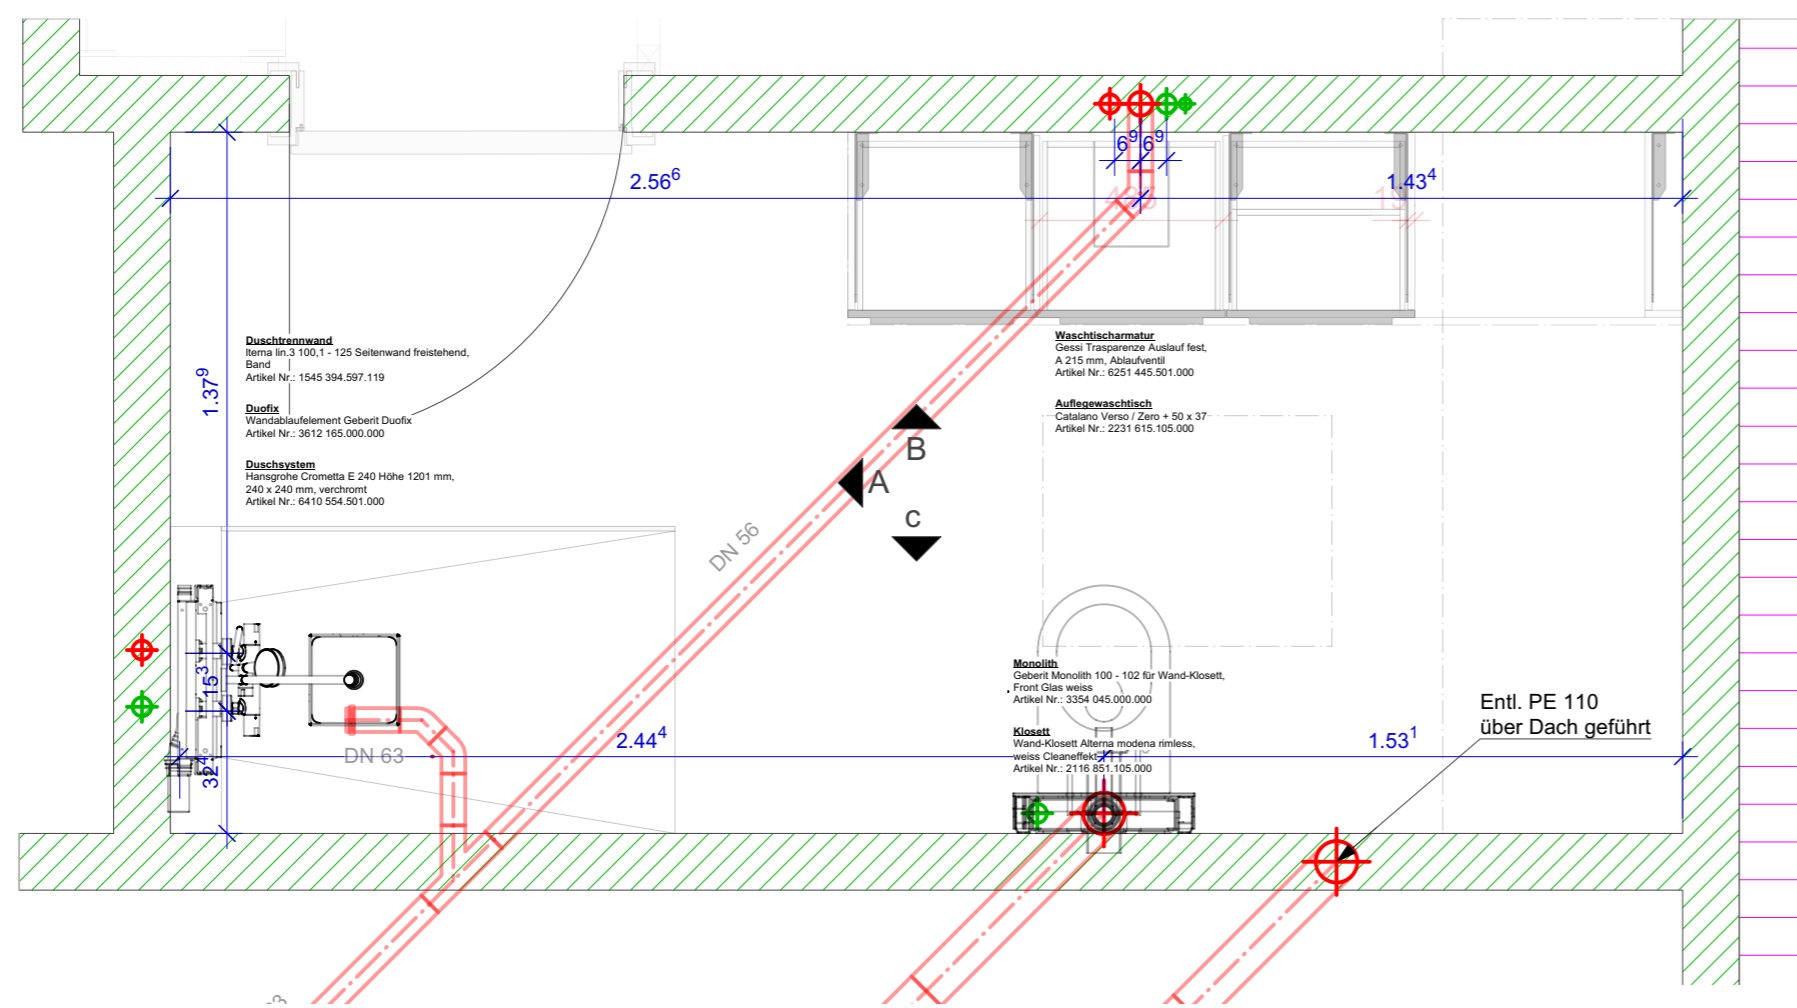 6⁹ 6⁹
2.56⁶
1.43⁴
Duschtrennwand
Iterna lin.3 100,1 - 125 Seitenwand freistehend,
Band
Artikel Nr.: 1545 394.597.119
Duofix
Wandablaufelement Geberit Duofix
Artikel Nr.: 3612 165.000.000
Duschsystem
Hansgrohe Crometta E 240 Höhe 1201 mm,
240 x 240 mm, verchromt
Artikel Nr.: 6410 554.501.000
1.37⁹
Waschtischarmatur
Gessi Trasparenze Auslauf fest,
A 215 mm, Ablaufventil
Artikel Nr.: 6251 445.501.000
Auflegewaschtisch
Catalano Verso / Zero + 50 x 37
Artikel Nr.: 2231 615.105.000
B
A
c
DN 56
Monolith
Geberit Monolith 100 - 102 für Wand-Klosett,
Front Glas weiss
Artikel Nr.: 3354 045.000.000
Klosett
Wand-Klosett Alterna modena rimless,
weiss Cleaneffekt
Artikel Nr.: 2116 851.105.000
15³
DN 63
2.44⁴
1.53¹
32⁴
Entl. PE 110
über Dach geführt